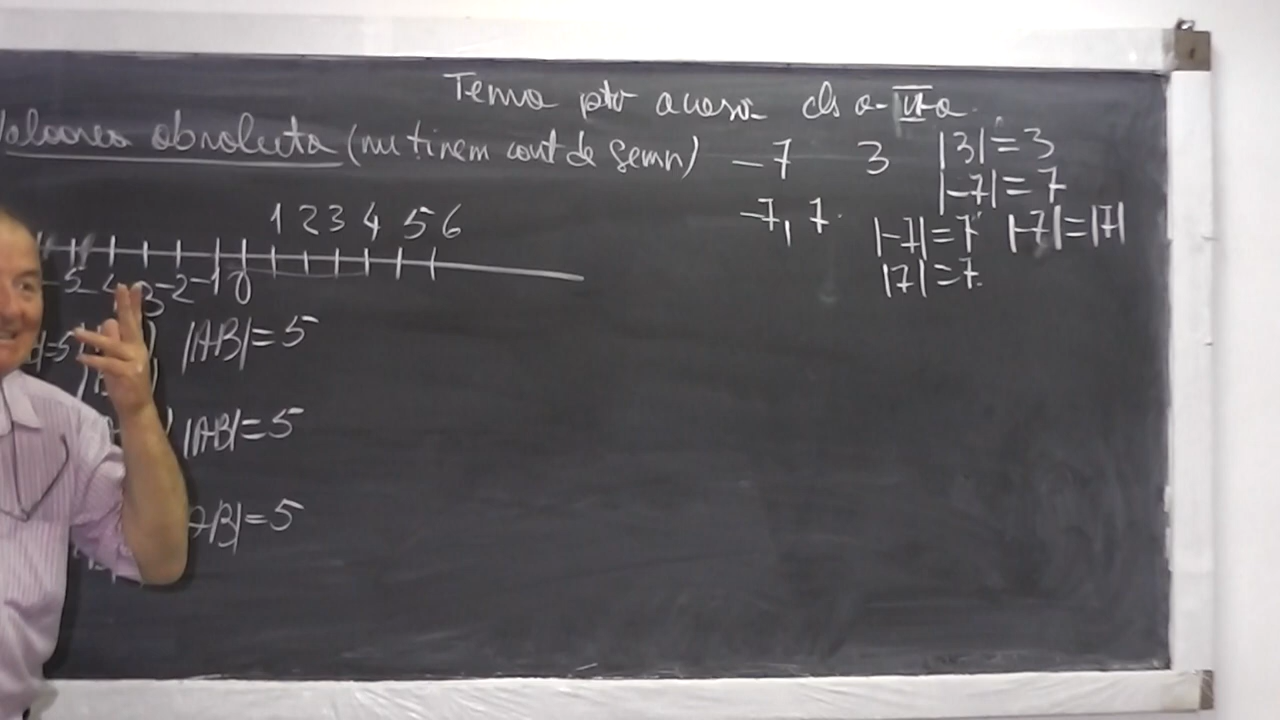 Tema ptr acasa cls a-VI-a
Valoarea absoluta (nu tinem cont de semn) -7 3 |3|=3
|-7|=7
-7, 7 |-7|=7 |-7|=|7|
|7|=7
1 2 3 4 5 6
-5 -4 -3 -2 -1 0
|AB|=5
|AB|=5
AB|=5